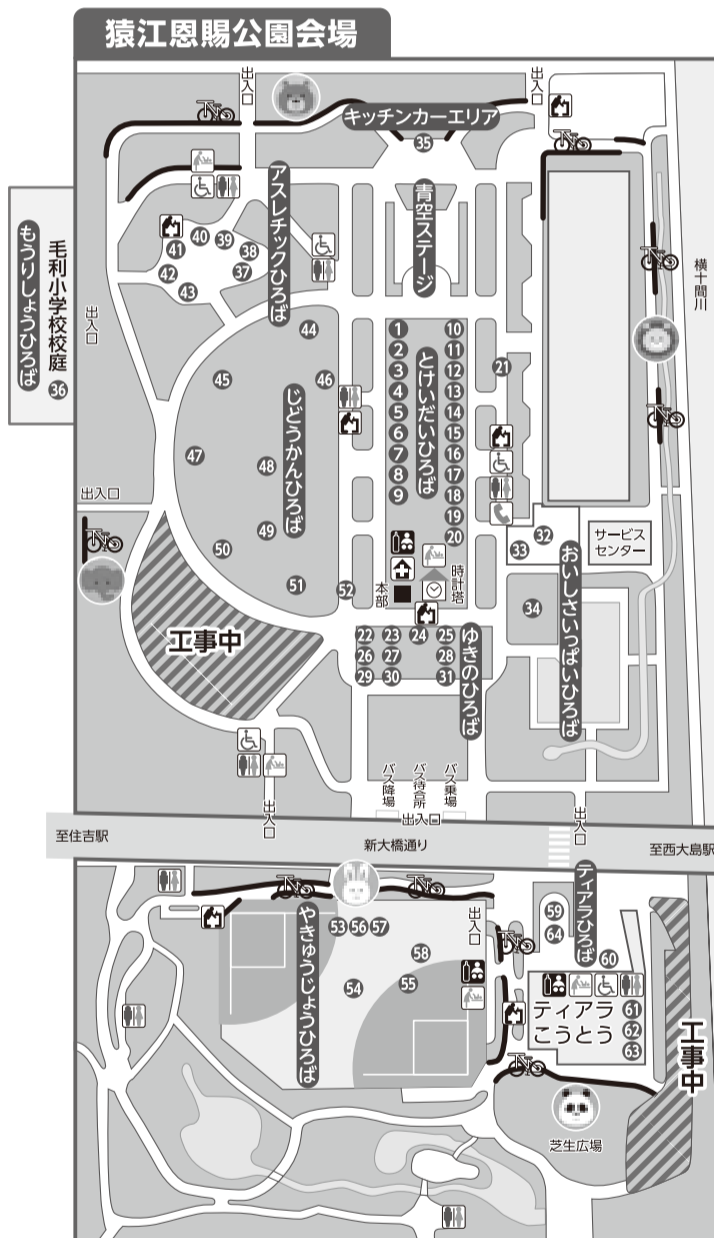 猿江恩賜公園会場
出入口
出入口
キッチンカーエリア
35
アスレチックひろば
青空ステージ
横十間川
もうりしょうひろば
毛利小学校校庭
36
出入口
40
39
41
38
42
37
43
44
1
2
3
4
5
6
7
8
9
とけいだいひろば
10
11
12
13
14
15
16
17
18
19
20
21
45
46
じどうかんひろば
47
48
49
50
51
52
出入口
32
33
サービス
センター
おいしさいっぱいひろば
34
本部
時計塔
工事中
22
23
24
25
26
27
28
29
30
31
ゆきのひろば
バス降場
バス待合所
バス乗場
出入口
出入口
出入口
至住吉駅
新大橋通り
至西大島駅
ティアラひろば
59
64
60
やきゅうじょうひろば
53
56
57
58
54
55
出入口
ティアラ
こうとう
61
62
63
工事中
芝生広場